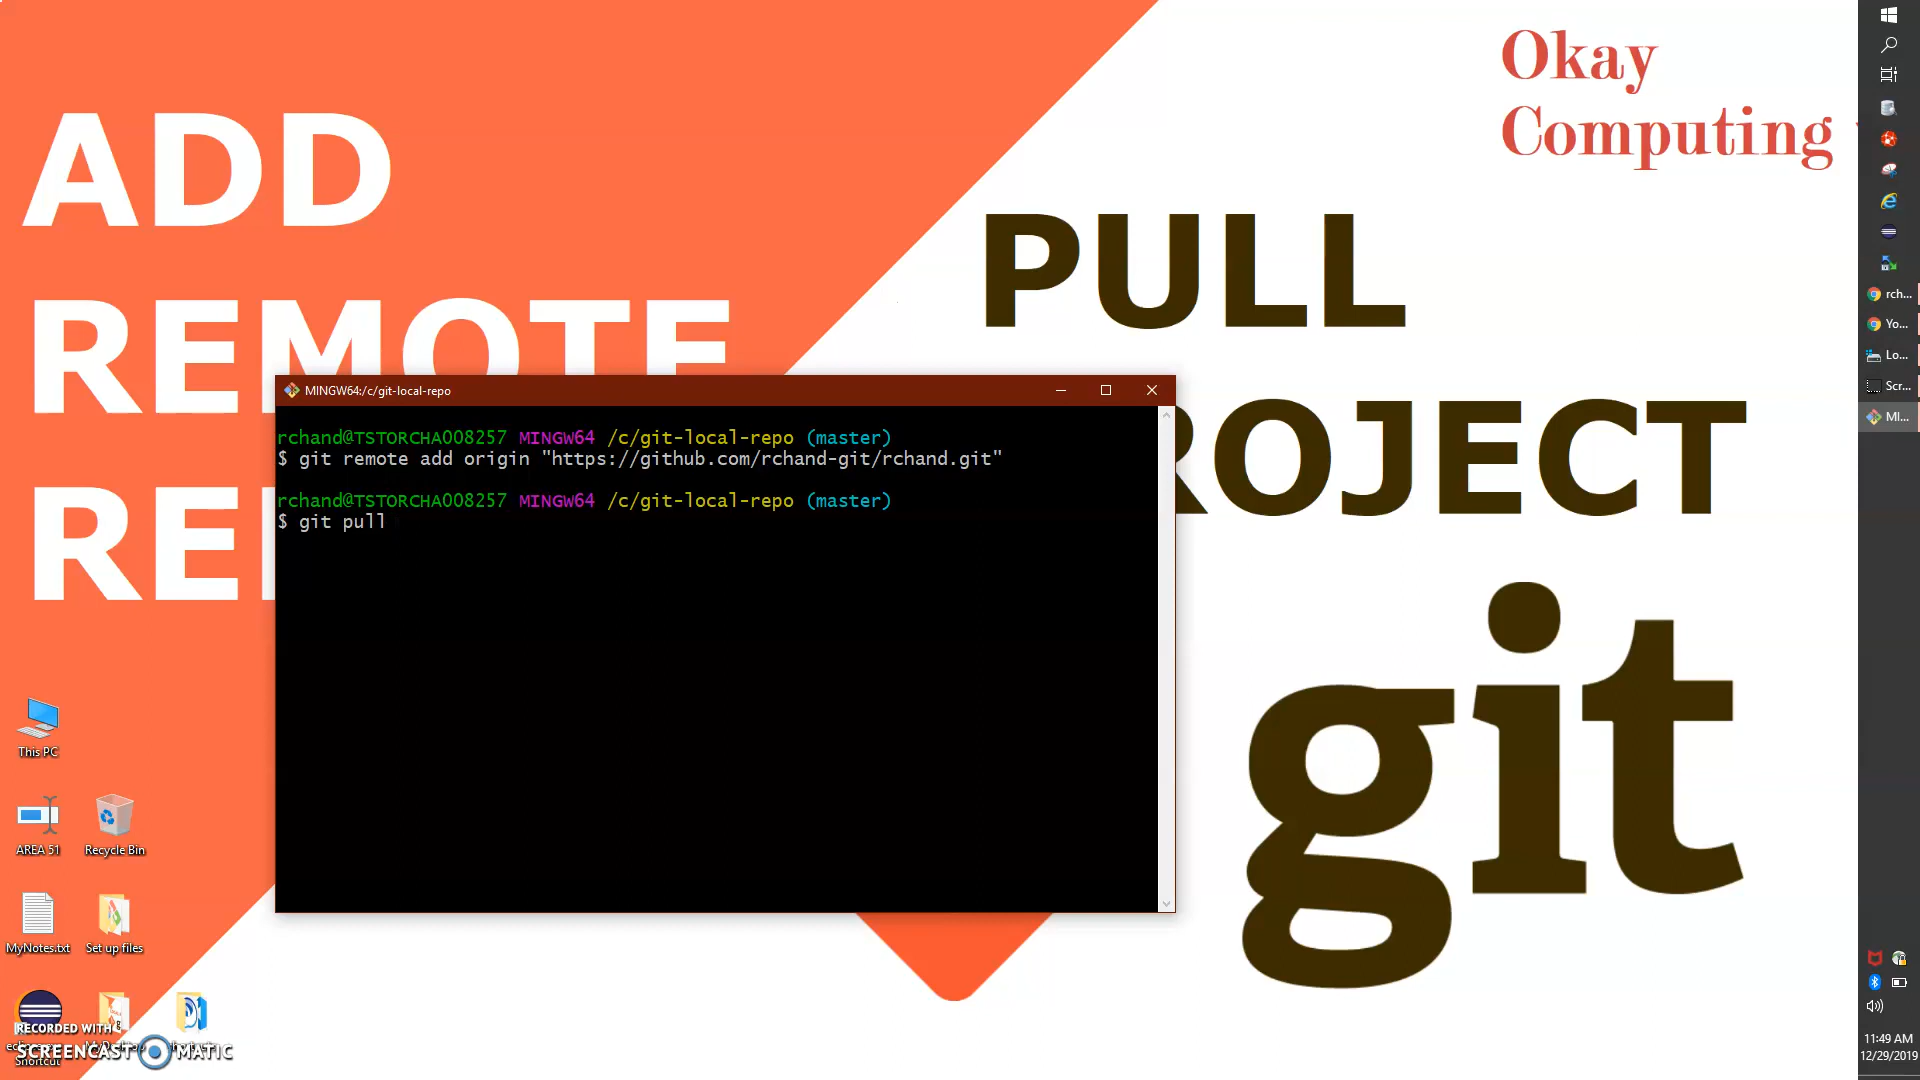 ADD
REMOTE
RE
Okay
Computing
PULL
ROJECT
git
MINGW64:/c/git-local-repo
rchand@TSTORCHA008257 MINGW64 /c/git-local-repo (master)
$ git remote add origin "https://github.com/rchand-git/rchand.git"
rchand@TSTORCHA008257 MINGW64 /c/git-local-repo (master)
$ git pull
This PC
AREA 51
Recycle Bin
MyNotes.txt
Set up files
Shortcut
RECORDED WITH
SCREENCAST MATIC
rch...
Yo...
Lo...
Scr...
MI...
11:49 AM
12/29/2019